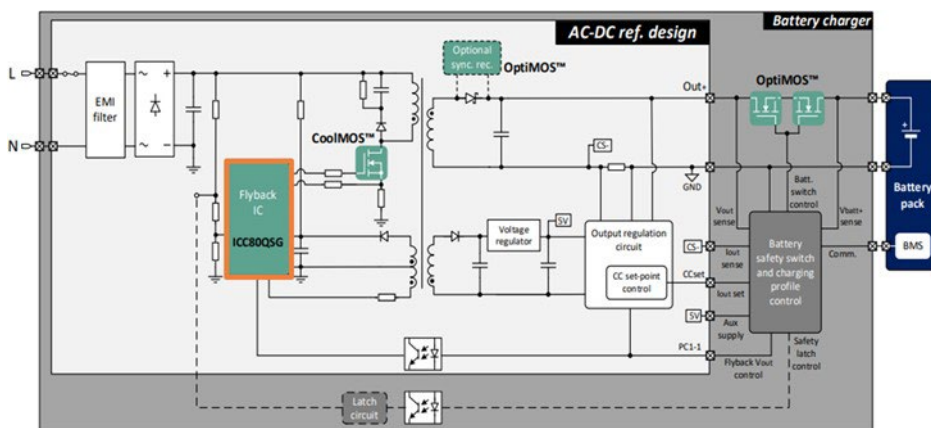 Battery charger
AC-DC ref. design
Optional
sync. rec.
OptiMOS™
OptiMOS™
L
N
EMI
filter
~
+
~
−
CoolMOS™
Out+
CS-
GND
Batt.
switch
control
+
Battery
pack
Flyback
IC
ICC80QSG
5V
Voltage
regulator
Output regulation
circuit
CC set-point
control
Vout
sense
Vbatt+
sense
CS-
Iout
sense
Battery
safety switch
and charging
profile
control
Comm.
BMS
CCset
Iout set
5V
Aux
supply
PC1-1
Flyback Vout
control
Safety
latch control
Latch
circuit